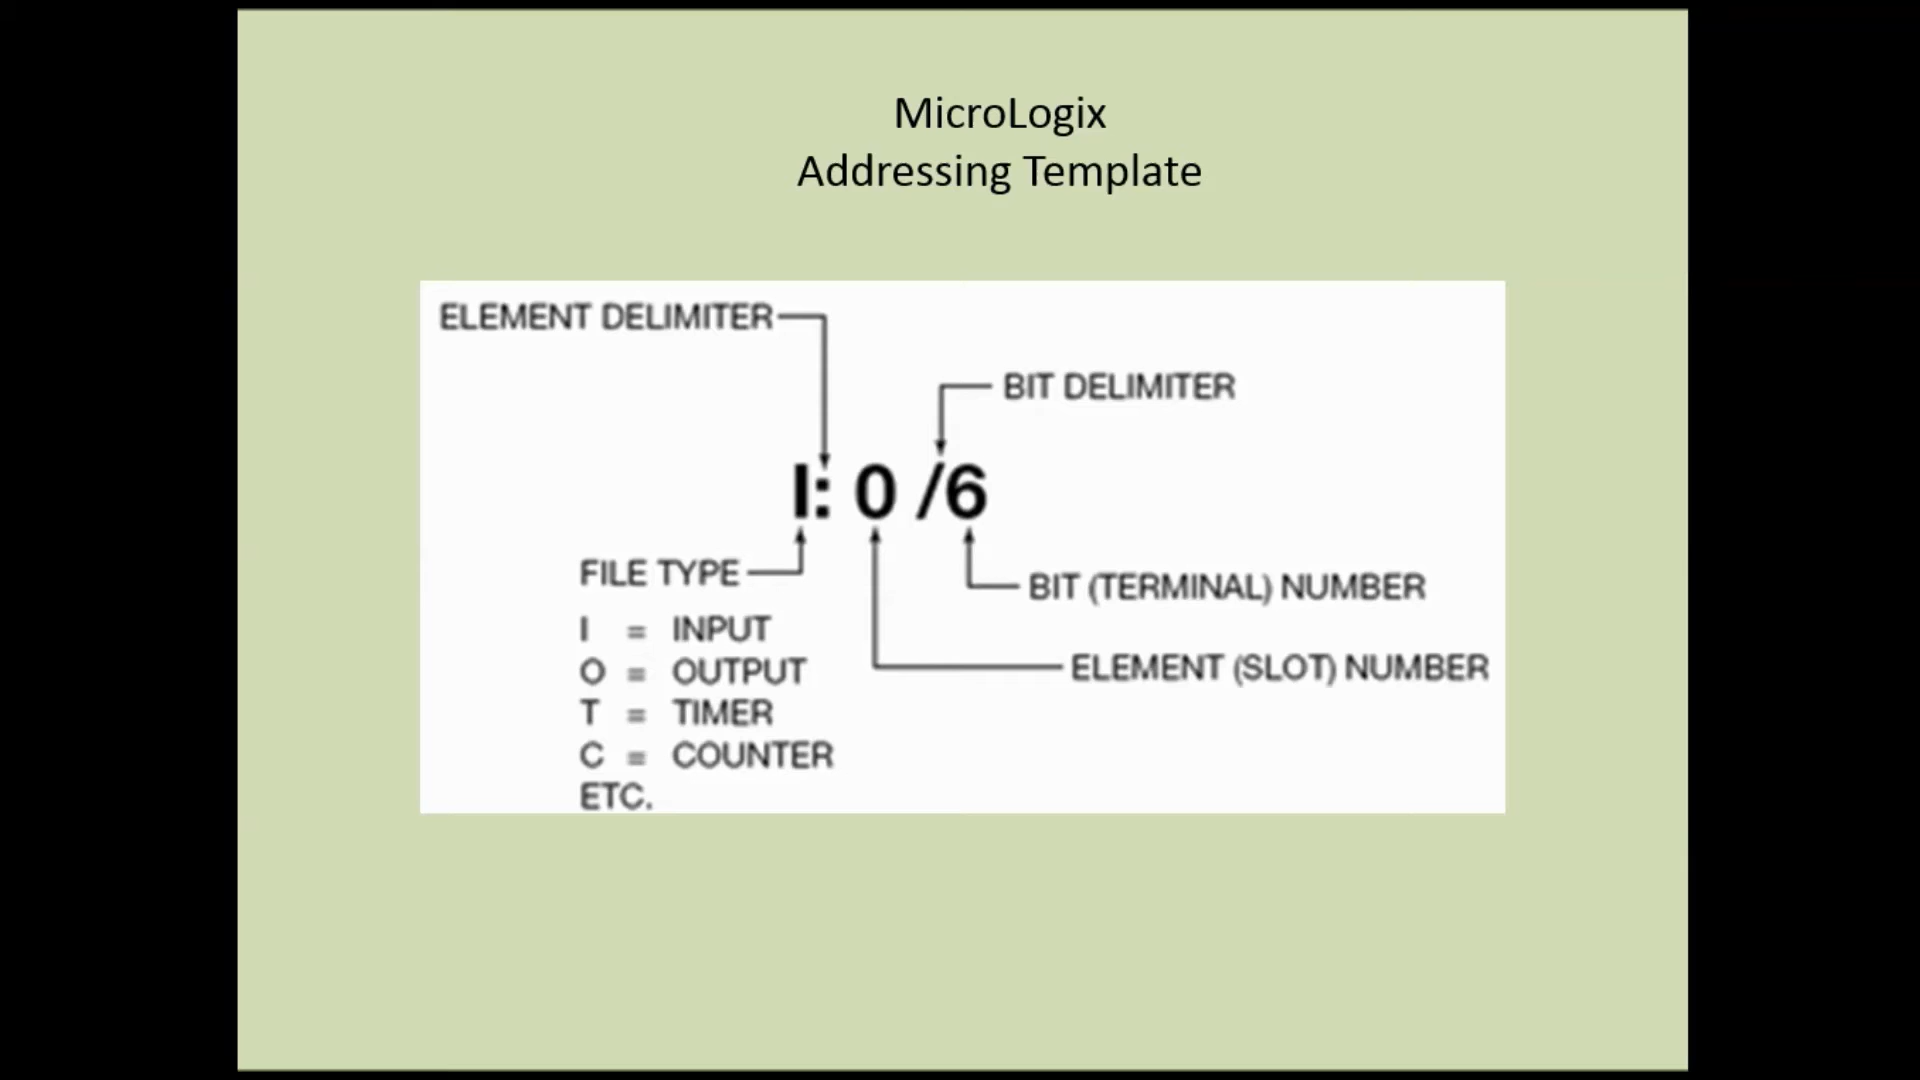 MicroLogix
Addressing Template
ELEMENT DELIMITER
BIT DELIMITER
I: 0 /6
FILE TYPE
BIT (TERMINAL) NUMBER
I = INPUT
ELEMENT (SLOT) NUMBER
O = OUTPUT
T = TIMER
C = COUNTER
ETC.